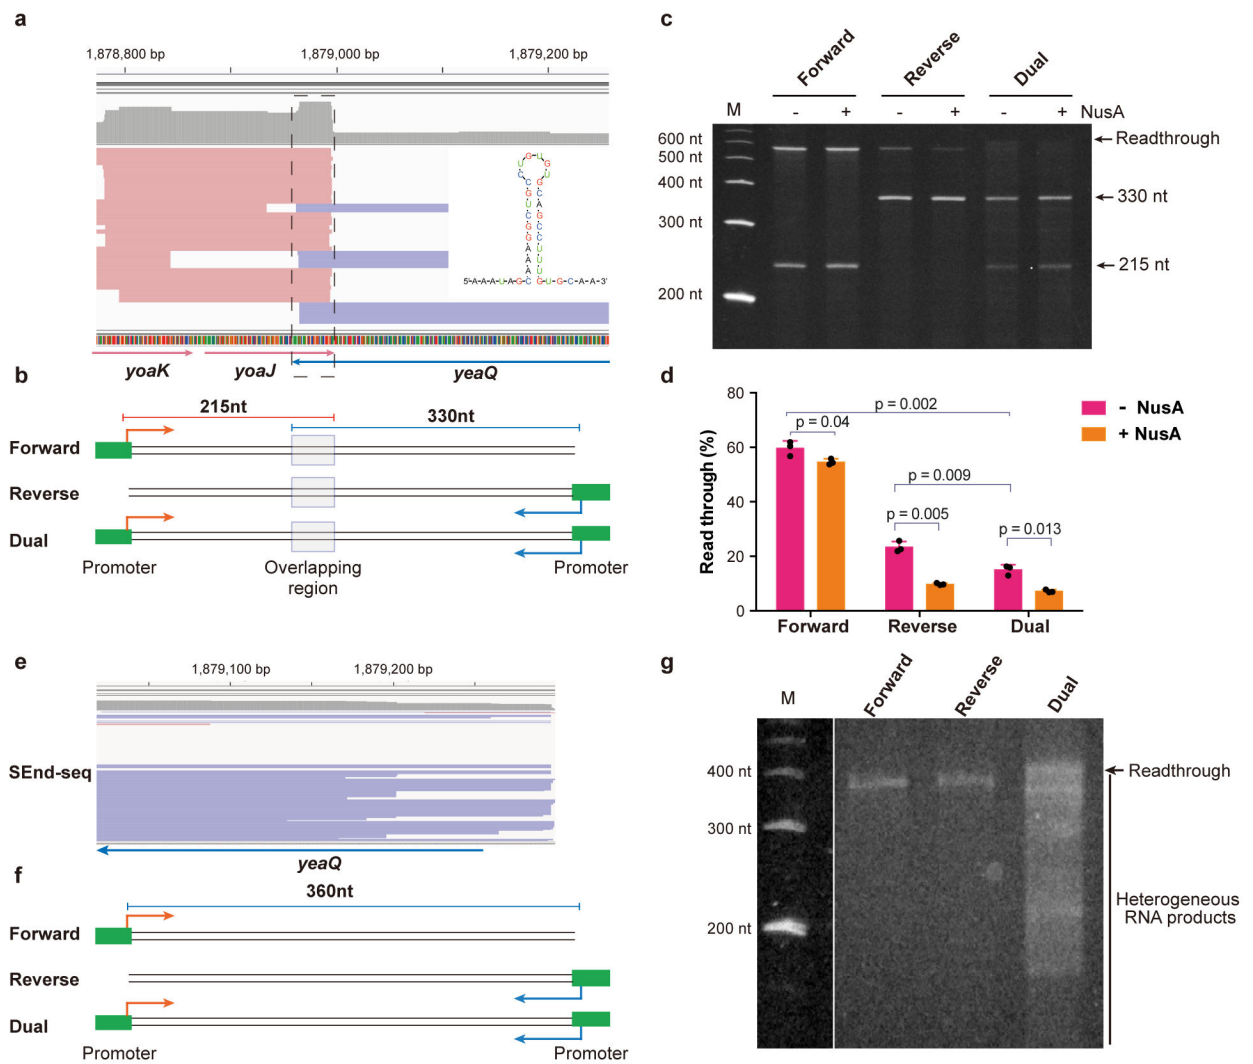 a
1,878,800 bp
1,879,000 bp
1,879,200 bp
5'-A-A-A-U-A-G-C
G-U-G-C-A-A-3'
yoaK
yoaJ
yeaQ
b
215nt
330nt
Forward
Reverse
Dual
Promoter
Overlapping
region
Promoter
c
Forward
Reverse
Dual
M
- + - + - + NusA
600 nt
500 nt
400 nt
300 nt
200 nt
Readthrough
330 nt
215 nt
d
Read through (%)
80
60
40
20
0
p = 0.002
p = 0.04
p = 0.009
p = 0.005
p = 0.013
- NusA
+ NusA
Forward
Reverse
Dual
e
1,879,100 bp
1,879,200 bp
SEnd-seq
yeaQ
f
360nt
Forward
Reverse
Dual
Promoter
Promoter
g
M
Forward
Reverse
Dual
400 nt
300 nt
200 nt
Readthrough
Heterogeneous
RNA products